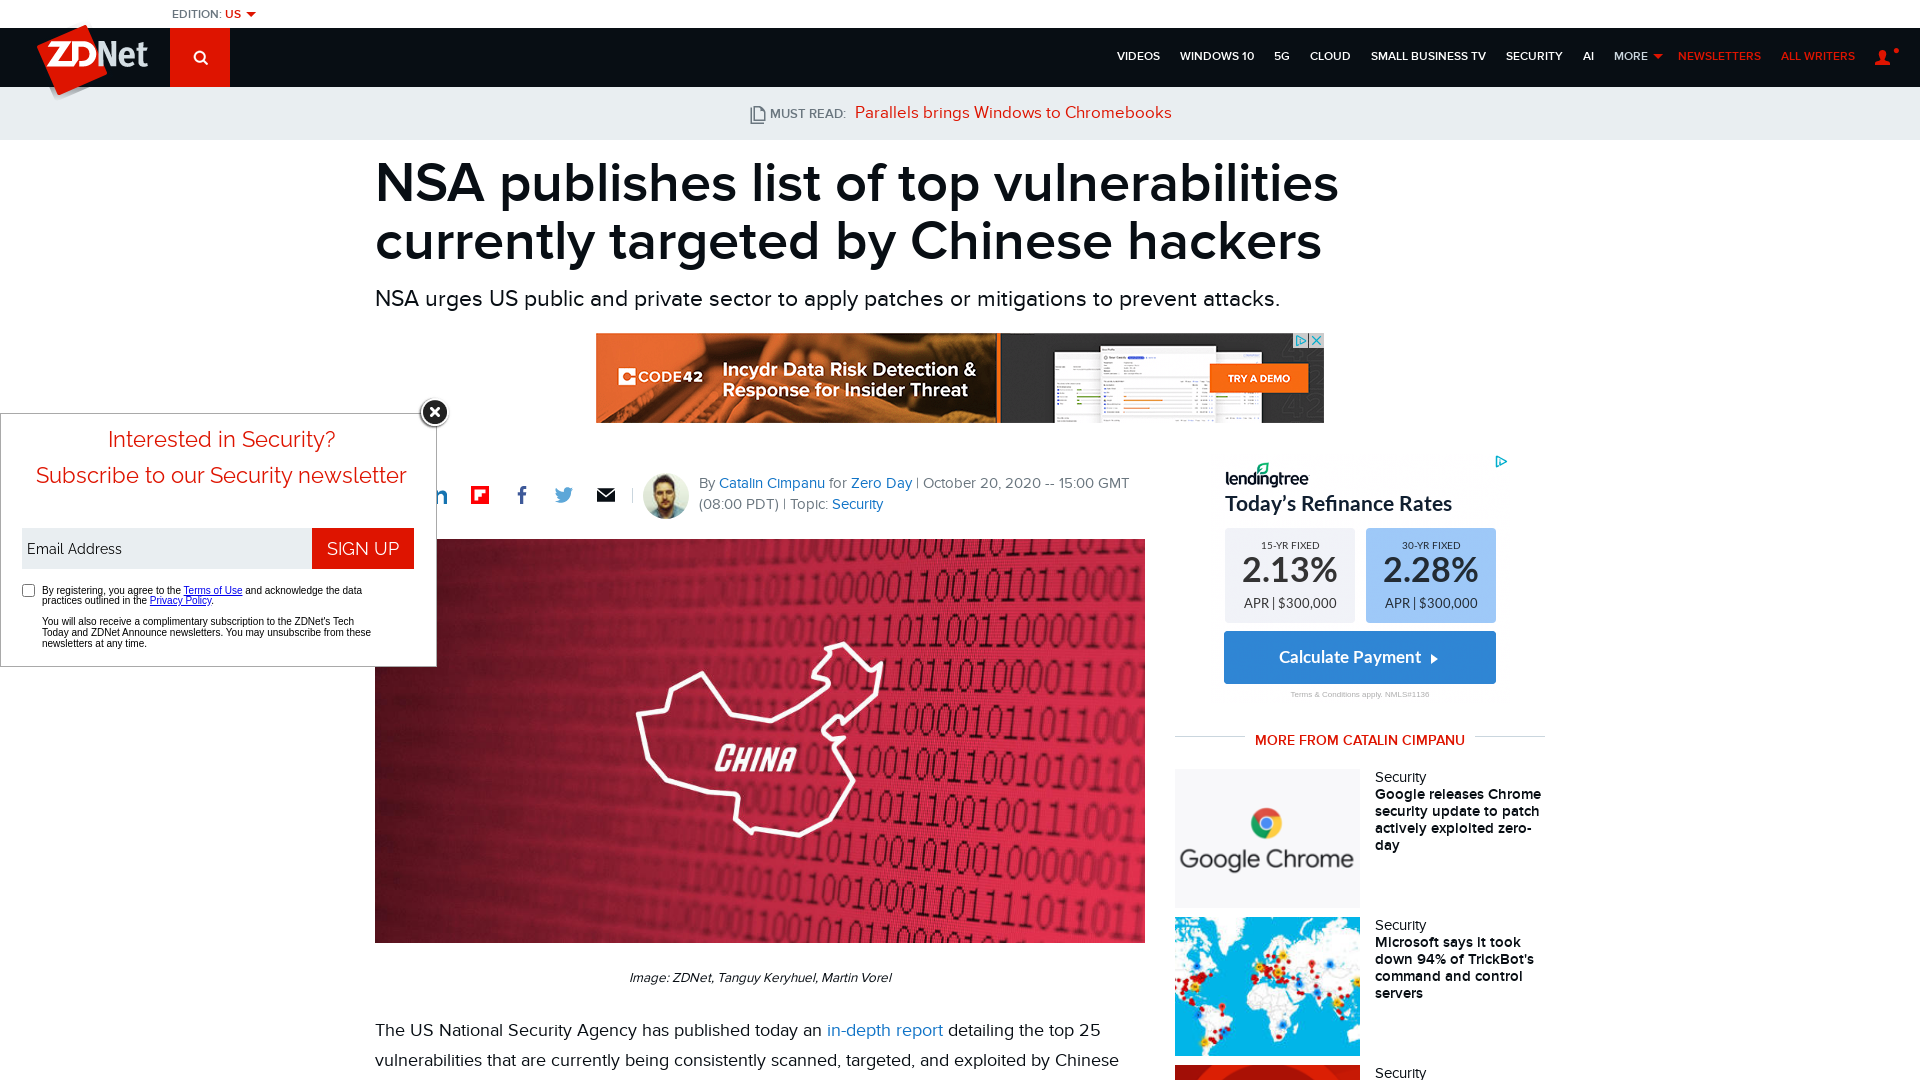 EDITION: US
ZDNet
VIDEOS WINDOWS 10 5G CLOUD SMALL BUSINESS TV SECURITY AI MORE NEWSLETTERS ALL WRITERS
MUST READ: Parallels brings Windows to Chromebooks
NSA publishes list of top vulnerabilities
currently targeted by Chinese hackers
NSA urges US public and private sector to apply patches or mitigations to prevent attacks.
CODE42
Incydr Data Risk Detection &
Response for Insider Threat
TRY A DEMO
Interested in Security?
Subscribe to our Security newsletter
Email Address
SIGN UP
By registering, you agree to the Terms of Use and acknowledge the data
practices outlined in the Privacy Policy.
You will also receive a complimentary subscription to the ZDNet's Tech
Today and ZDNet Announce newsletters. You may unsubscribe from these
newsletters at any time.
By Catalin Cimpanu for Zero Day | October 20, 2020 -- 15:00 GMT
(08:00 PDT) | Topic: Security
CHINA
Image: ZDNet, Tanguy Keryhuel, Martin Vorel
The US National Security Agency has published today an in-depth report detailing the top 25
vulnerabilities that are currently being consistently scanned, targeted, and exploited by Chinese
lendingtree
Today's Refinance Rates
15-YR FIXED
2.13%
APR | $300,000
30-YR FIXED
2.28%
APR | $300,000
Calculate Payment
Terms & Conditions apply. NMLS#1136
MORE FROM CATALIN CIMPANU
Google Chrome
Security
Google releases Chrome
security update to patch
actively exploited zero-
day
Security
Microsoft says it took
down 94% of TrickBot's
command and control
servers
Security